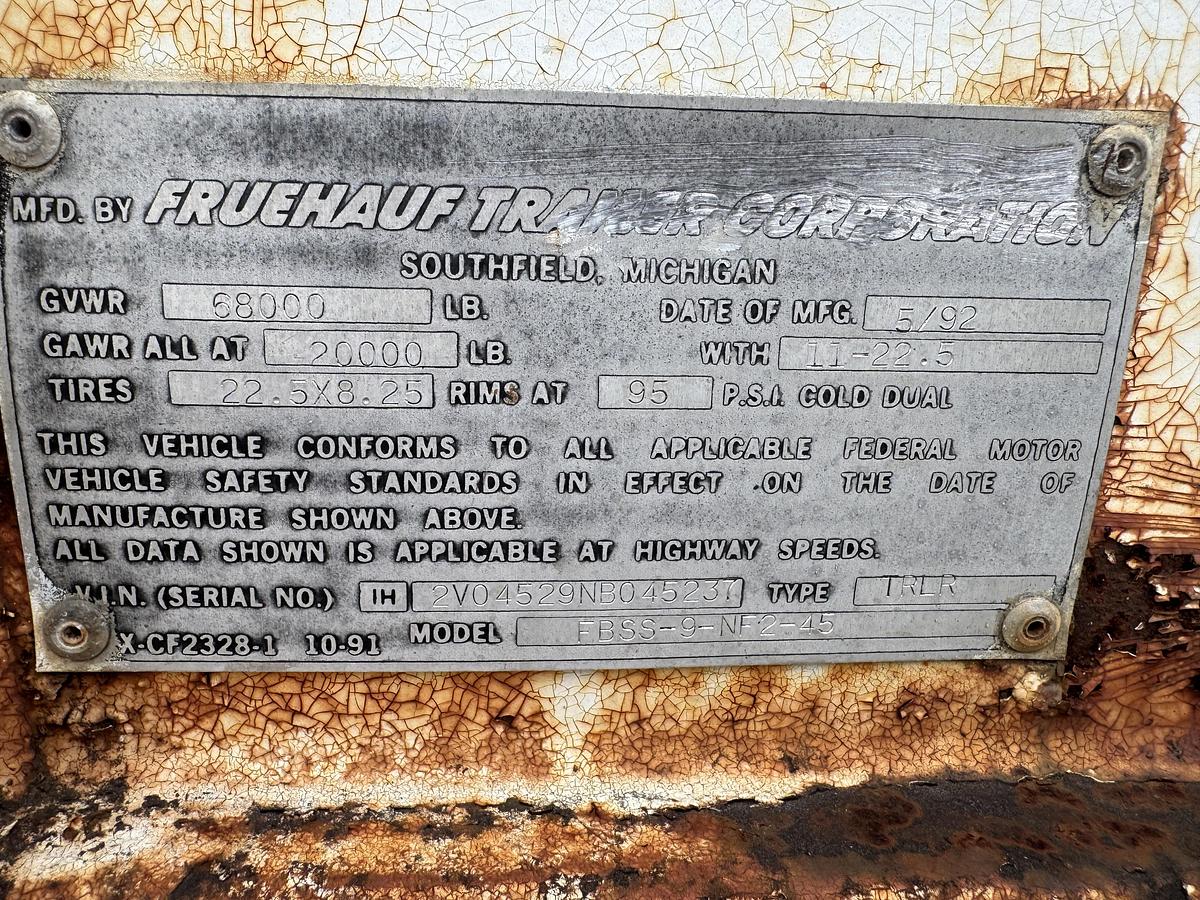 MFD. BY FRUEHAUF TRAILER CORPORATION
SOUTHFIELD, MICHIGAN
GVWR 68000 LB. DATE OF MFG. 5/92
GAWR ALL AT 20000 LB. WITH 11-22.5
TIRES 22.5X8.25 RIMS AT 95 P.S.I. COLD DUAL
THIS VEHICLE CONFORMS TO ALL APPLICABLE FEDERAL MOTOR
VEHICLE SAFETY STANDARDS IN EFFECT ON THE DATE OF
MANUFACTURE SHOWN ABOVE.
ALL DATA SHOWN IS APPLICABLE AT HIGHWAY SPEEDS.
V.I.N. (SERIAL NO.) 1H 2V04529NB045237 TYPE TRLR
X-CF2328-1 10-91 MODEL FBSS-9-NF2-45